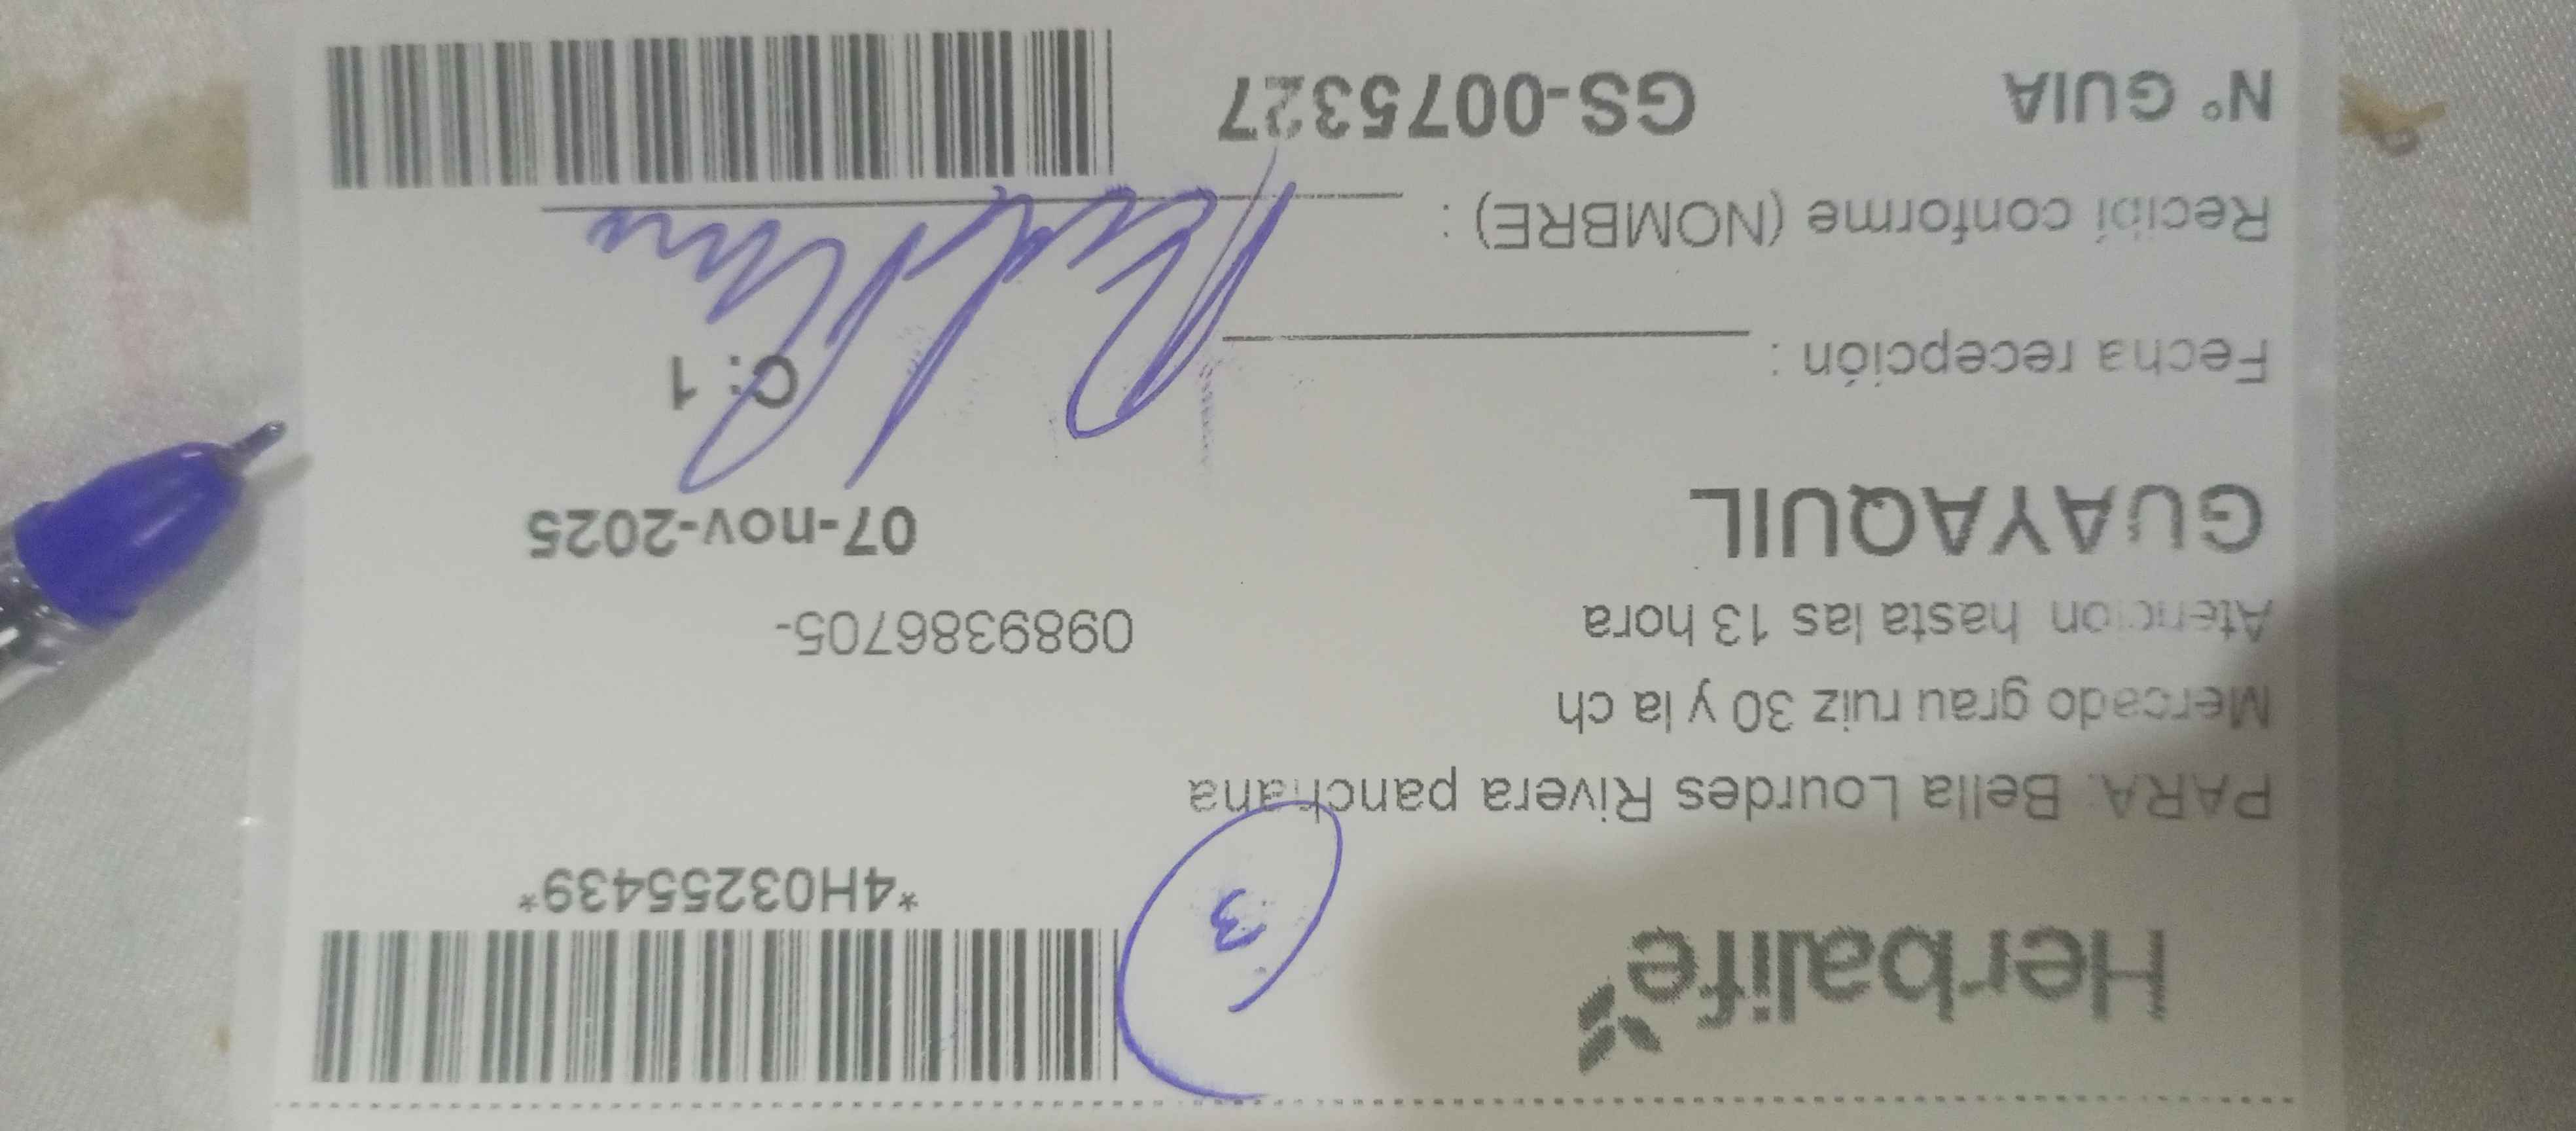 Herbalife
*4H03255439*
3
PARA: Bella Lourdes Rivera panchana
Mercado grau ruiz 30 y la ch
Atencion hasta las 13 hora
0989386705-
GUAYAQUIL
07-nov-2025
Fecha recepción :
C: 1
Recibí conforme (NOMBRE) :
N° GUIA GS-0075327